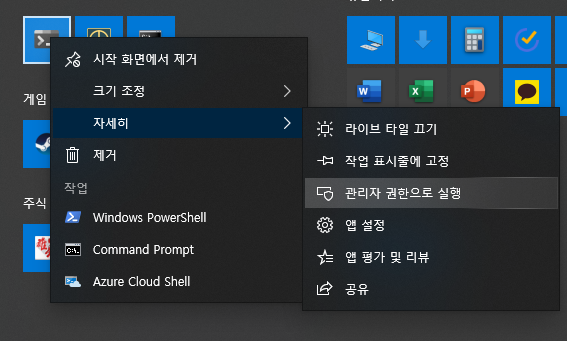 시작 화면에서 제거
크기 조정
자세히
제거
작업
Windows PowerShell
Command Prompt
Azure Cloud Shell
라이브 타일 끄기
작업 표시줄에 고정
관리자 권한으로 실행
앱 설정
앱 평가 및 리뷰
공유
게임
주식